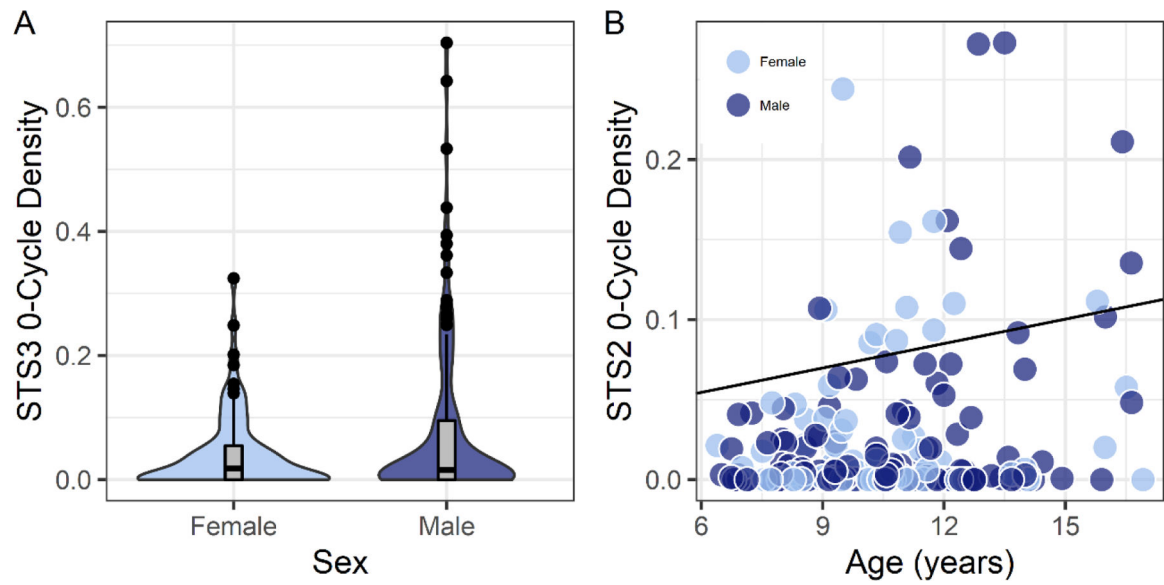 A
STS3 0-Cycle Density
0.6
0.4
0.2
0.0
Female
Male
Sex
B
STS2 0-Cycle Density
Female
Male
0.2
0.1
0.0
6
9
12
15
Age (years)